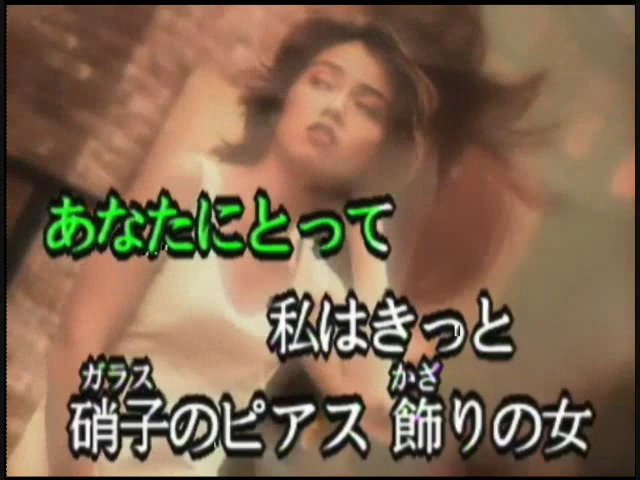 あなたにとって
私はきっと
ガラス かざ
硝子のピアス 飾りの女